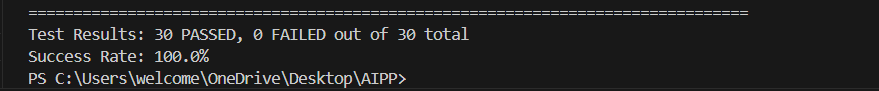 ================================================================================
Test Results: 30 PASSED, 0 FAILED out of 30 total
Success Rate: 100.0%
PS C:\Users\welcome\OneDrive\Desktop\AIPP>